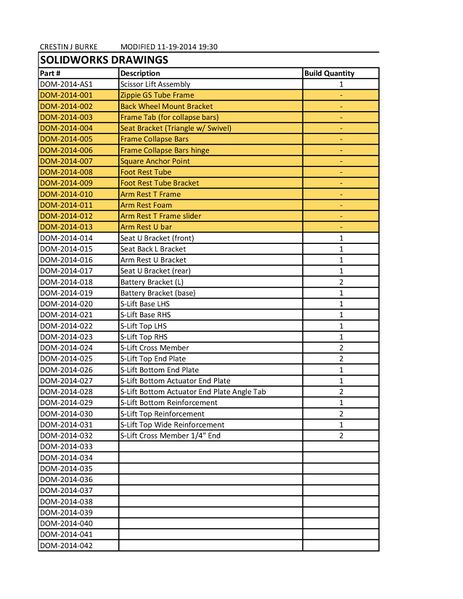 CRESTIN J BURKE MODIFIED 11-19-2014 19:30
SOLIDWORKS DRAWINGS
Part # Description Build Quantity
DOM-2014-AS1 Scissor Lift Assembly 1
DOM-2014-001 Zippie GS Tube Frame -
DOM-2014-002 Back Wheel Mount Bracket -
DOM-2014-003 Frame Tab (for collapse bars) -
DOM-2014-004 Seat Bracket (Triangle w/ Swivel) -
DOM-2014-005 Frame Collapse Bars -
DOM-2014-006 Frame Collapse Bars hinge -
DOM-2014-007 Square Anchor Point -
DOM-2014-008 Foot Rest Tube -
DOM-2014-009 Foot Rest Tube Bracket -
DOM-2014-010 Arm Rest T Frame -
DOM-2014-011 Arm Rest Foam -
DOM-2014-012 Arm Rest T Frame slider -
DOM-2014-013 Arm Rest U bar -
DOM-2014-014 Seat U Bracket (front) 1
DOM-2014-015 Seat Back L Bracket 1
DOM-2014-016 Arm Rest U Bracket 1
DOM-2014-017 Seat U Bracket (rear) 1
DOM-2014-018 Battery Bracket (L) 2
DOM-2014-019 Battery Bracket (base) 1
DOM-2014-020 S-Lift Base LHS 1
DOM-2014-021 S-Lift Base RHS 1
DOM-2014-022 S-Lift Top LHS 1
DOM-2014-023 S-Lift Top RHS 1
DOM-2014-024 S-Lift Cross Member 2
DOM-2014-025 S-Lift Top End Plate 2
DOM-2014-026 S-Lift Bottom End Plate 1
DOM-2014-027 S-Lift Bottom Actuator End Plate 1
DOM-2014-028 S-Lift Bottom Actuator End Plate Angle Tab 2
DOM-2014-029 S-Lift Bottom Reinforcement 1
DOM-2014-030 S-Lift Top Reinforcement 2
DOM-2014-031 S-Lift Top Wide Reinforcement 1
DOM-2014-032 S-Lift Cross Member 1/4" End 2
DOM-2014-033
DOM-2014-034
DOM-2014-035
DOM-2014-036
DOM-2014-037
DOM-2014-038
DOM-2014-039
DOM-2014-040
DOM-2014-041
DOM-2014-042